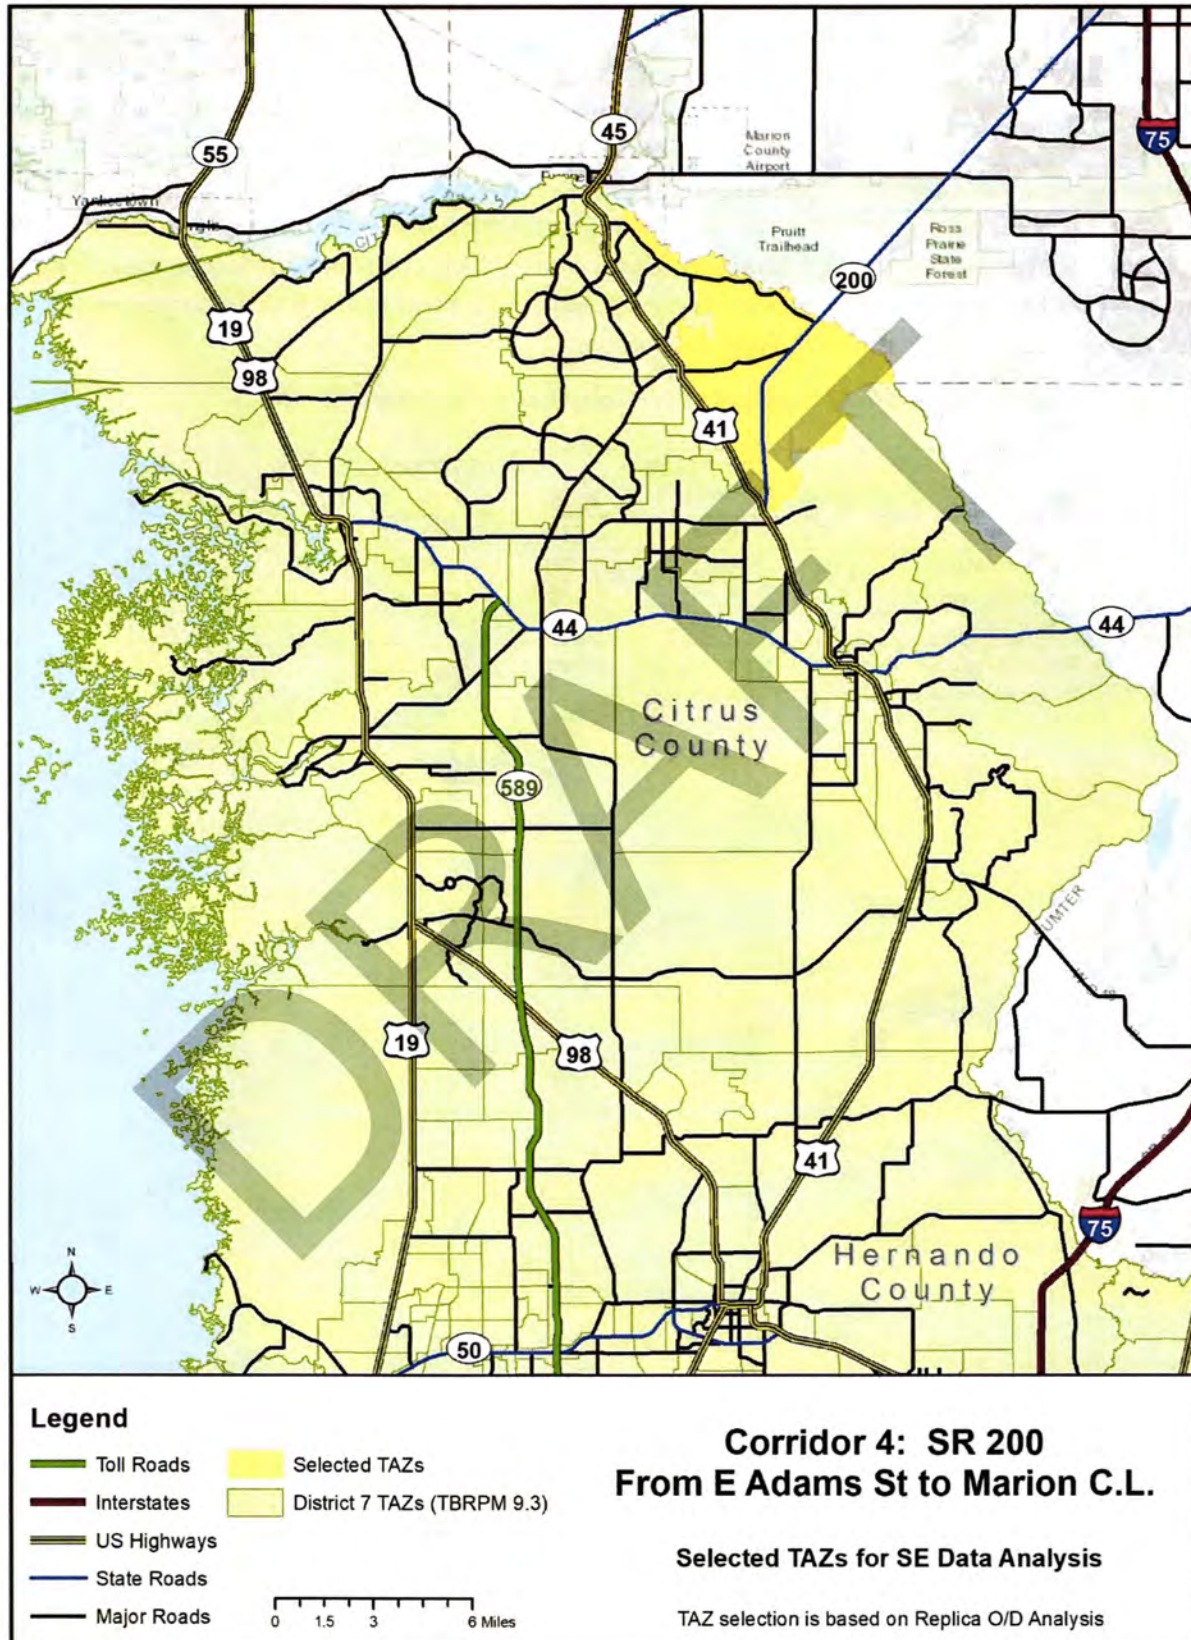 45
75
55
Marion
County
Airport
Yankeetown
Pruitt
Trailhead
Ross
Prairie
State
Forest
200
19
98
41
44
44
Citrus
County
589
SUMTER
19
98
41
75
Hernando
County
50
N
W E
S
DRAFT
Legend
Toll Roads
Interstates
US Highways
State Roads
Major Roads
Selected TAZs
District 7 TAZs (TBRPM 9.3)
0 1.5 3 6 Miles
Corridor 4: SR 200
From E Adams St to Marion C.L.
Selected TAZs for SE Data Analysis
TAZ selection is based on Replica O/D Analysis